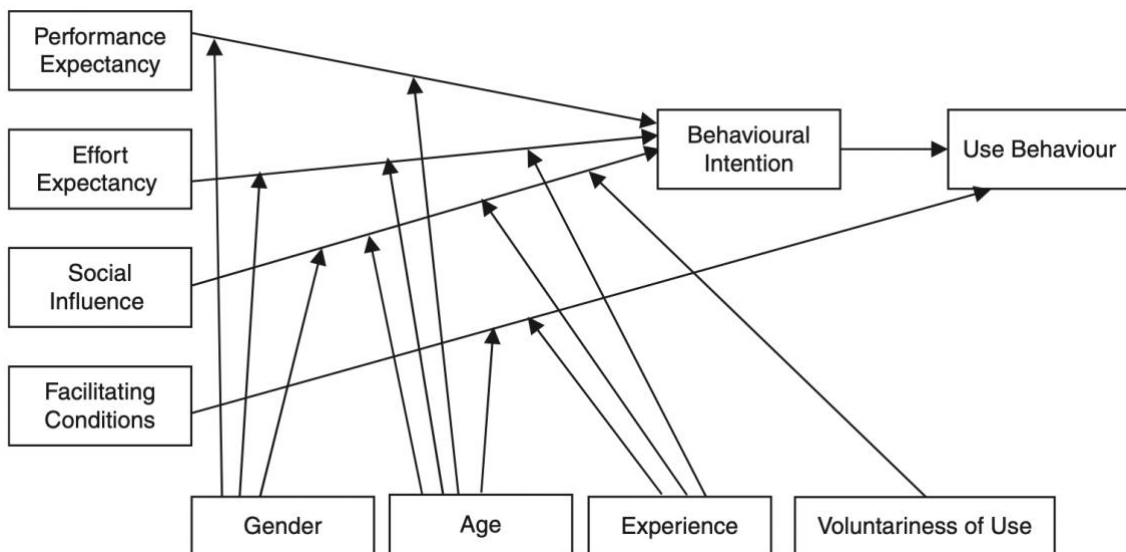 Performance
Expectancy
Effort
Expectancy
Social
Influence
Facilitating
Conditions
Behavioural
Intention
Use Behaviour
Gender
Age
Experience
Voluntariness of Use